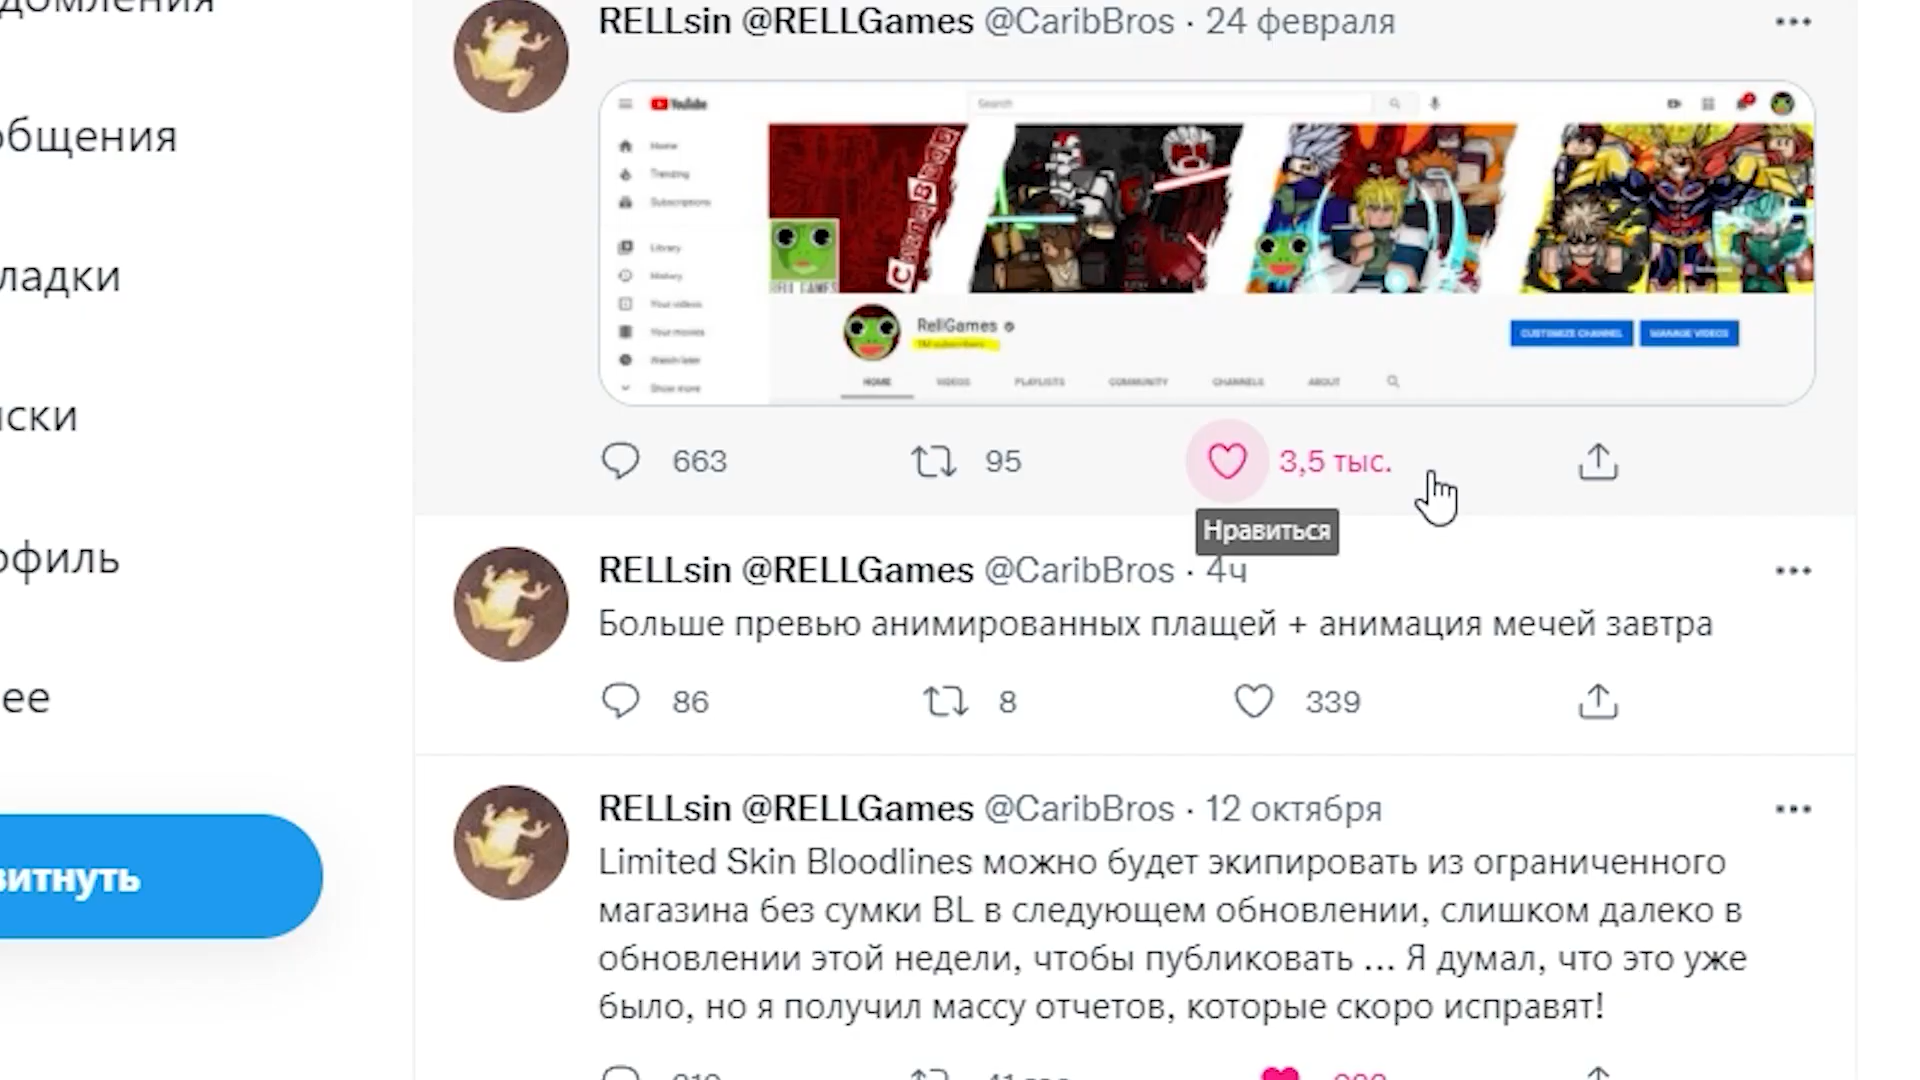 домления
RELLsin @RELLGames @CaribBros · 24 февраля
YouTube
Search
общения
Home
Trending
Subscriptions
ладки
Library
History
Your videos
Your movies
Watch later
Show more
RELL GAMES
RellGames
1M subscribers
CUSTOMIZE CHANNEL
MANAGE VIDEOS
HOME VIDEOS PLAYLISTS COMMUNITY CHANNELS ABOUT
иски
663 95 3,5 тыс.
Нравиться
офиль
RELLsin @RELLGames @CaribBros · 4ч
Больше превью анимированных плащей + анимация мечей завтра
ее
86 8 339
RELLsin @RELLGames @CaribBros · 12 октября
витнуть
Limited Skin Bloodlines можно будет экипировать из ограниченного
магазина без сумки BL в следующем обновлении, слишком далеко в
обновлении этой недели, чтобы публиковать ... Я думал, что это уже
было, но я получил массу отчетов, которые скоро исправят!